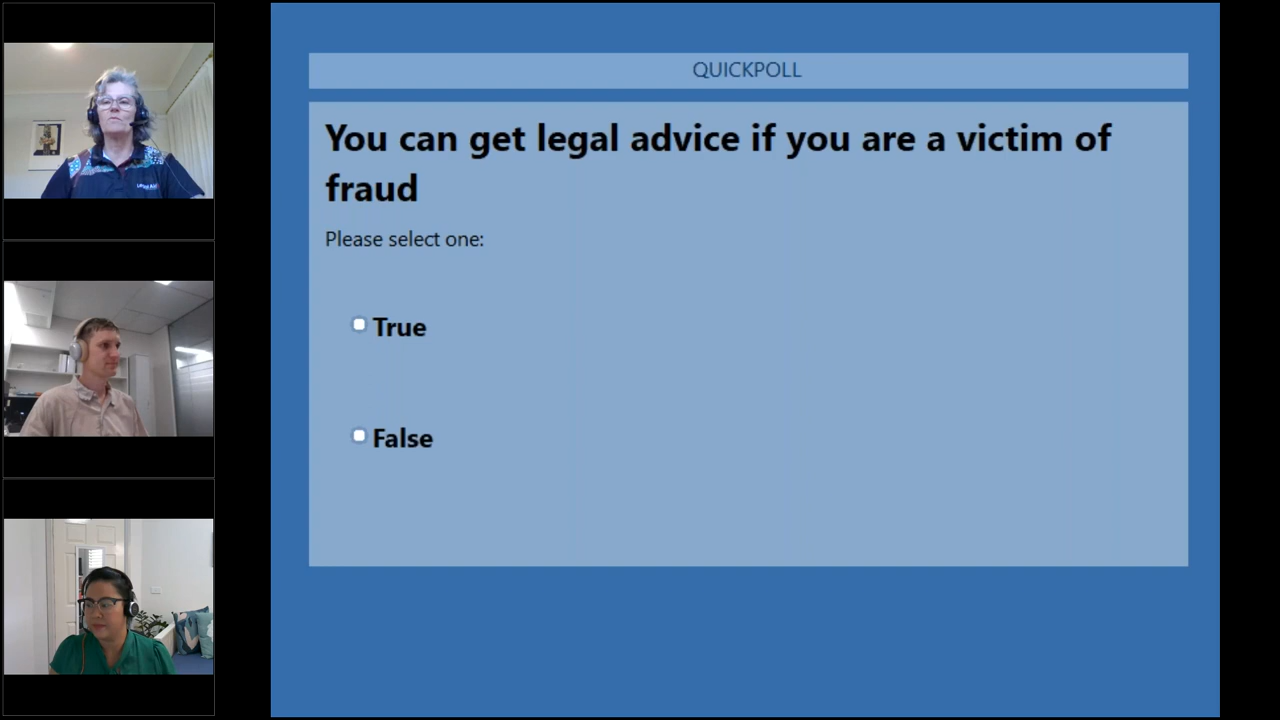 QUICKPOLL
You can get legal advice if you are a victim of
fraud
Please select one:
True
False